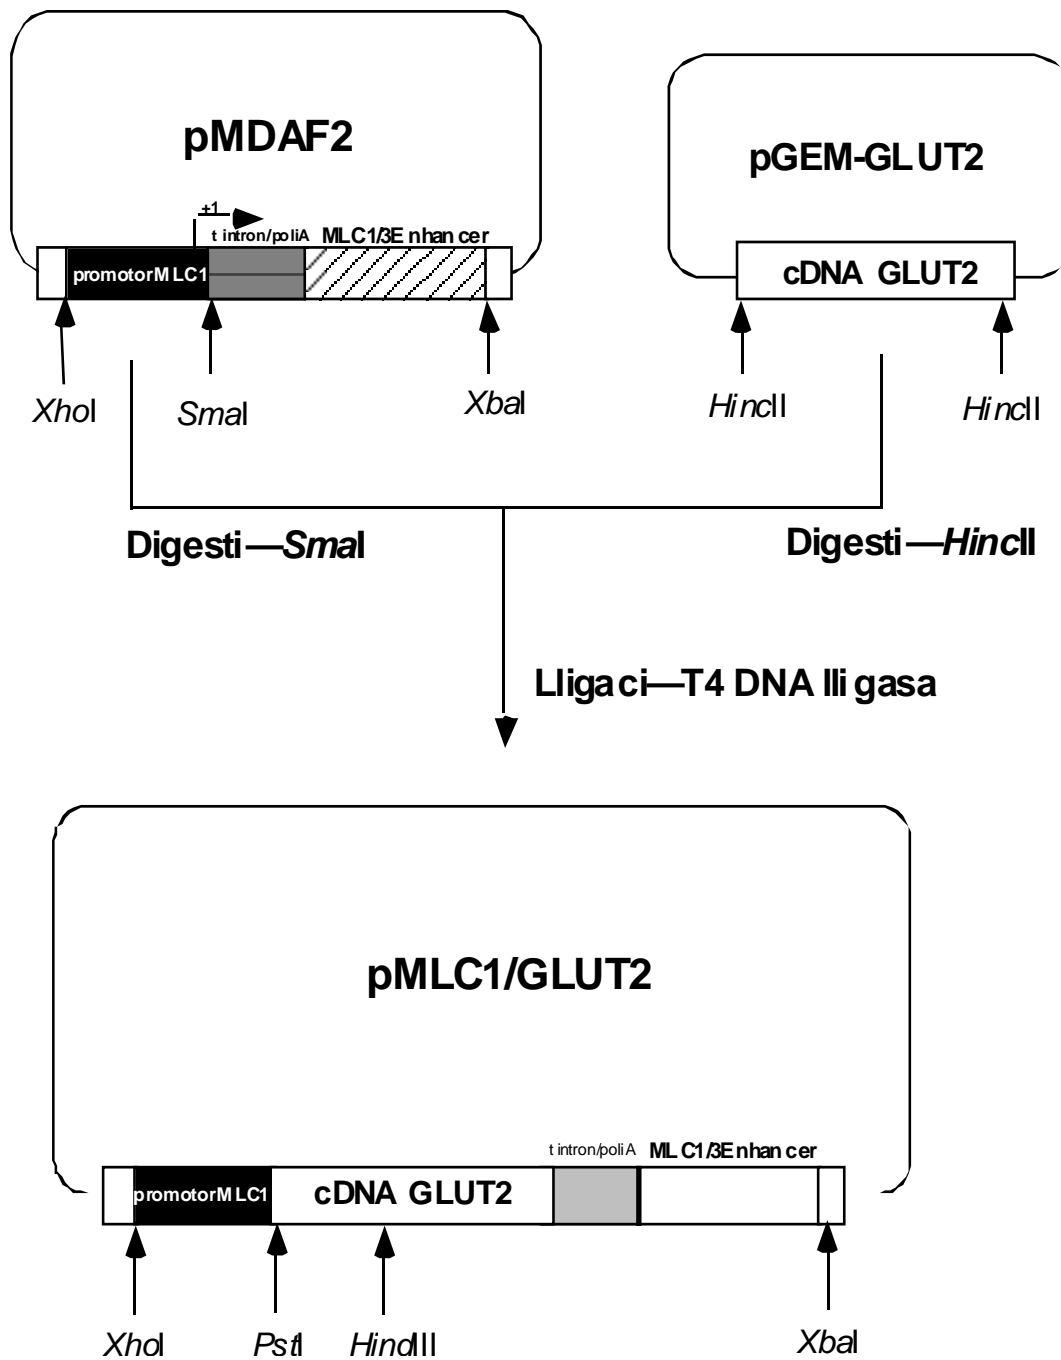 pMDAF2
pGEM-GLUT2
+1
t intron/poliA MLC1/3Enhancer
promotorMLC1
cDNA GLUT2
XhoI
SmaI
XbaI
HincII
HincII
Digesti—SmaI
Digesti—HincII
Lligaci—T4 DNA lligasa
pMLC1/GLUT2
t intron/poliA MLC1/3Enhancer
promotorMLC1
cDNA GLUT2
XhoI
PstI
HindIII
XbaI